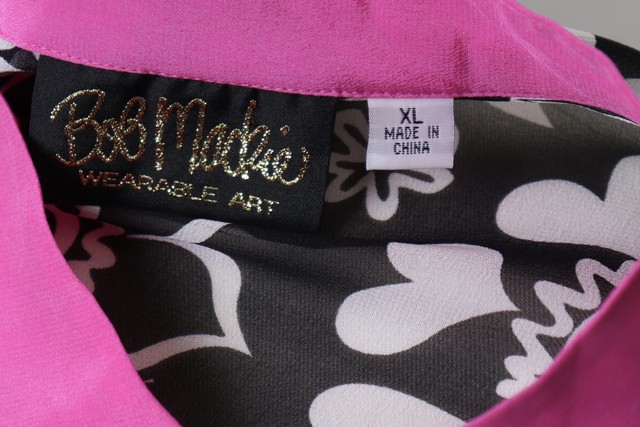 Bob Mackie
WEARABLE ART
XL
MADE IN
CHINA